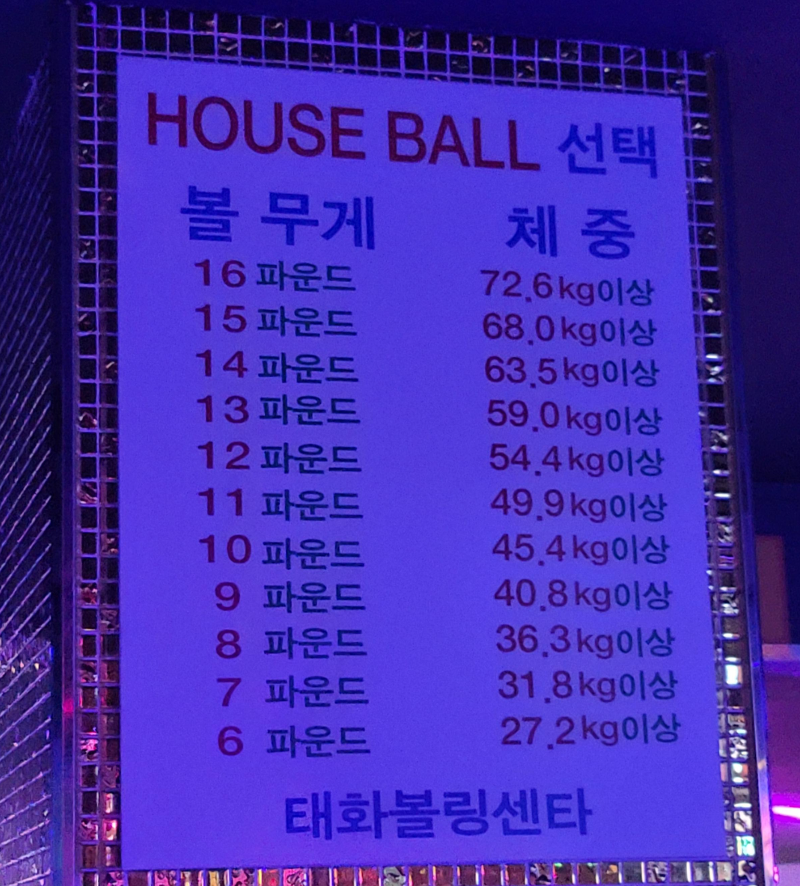 HOUSE BALL 선택
볼 무게 체 중
16 파운드 72.6kg이상
15 파운드 68.0kg이상
14 파운드 63.5kg이상
13 파운드 59.0kg이상
12 파운드 54.4kg이상
11 파운드 49.9kg이상
10 파운드 45.4kg이상
9 파운드 40.8kg이상
8 파운드 36.3kg이상
7 파운드 31.8kg이상
6 파운드 27.2kg이상
태화볼링센타